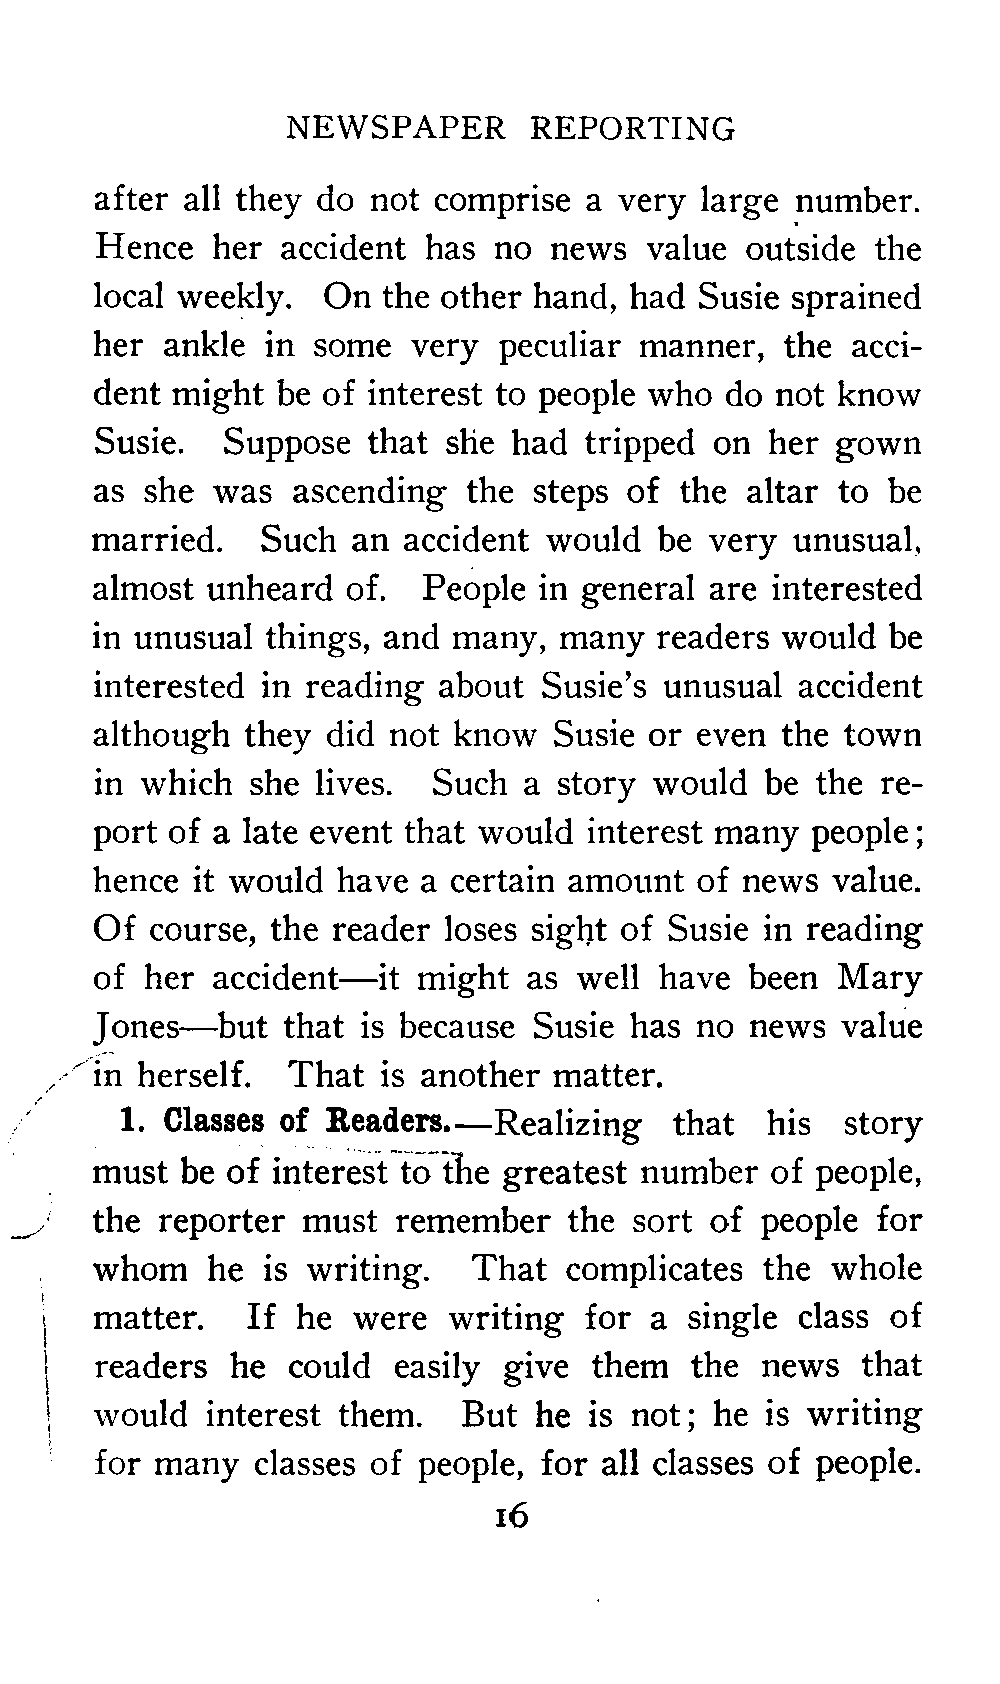 NEWSPAPER REPORTING
after all they do not comprise a very large number.
Hence her accident has no news value outside the
local weekly. On the other hand, had Susie sprained
her ankle in some very peculiar manner, the acci-
dent might be of interest to people who do not know
Susie. Suppose that she had tripped on her gown
as she was ascending the steps of the altar to be
married. Such an accident would be very unusual,
almost unheard of. People in general are interested
in unusual things, and many, many readers would be
interested in reading about Susie's unusual accident
although they did not know Susie or even the town
in which she lives. Such a story would be the re-
port of a late event that would interest many people;
hence it would have a certain amount of news value.
Of course, the reader loses sight of Susie in reading
of her accident—it might as well have been Mary
Jones—but that is because Susie has no news value
in herself. That is another matter.
1. Classes of Readers.—Realizing that his story
must be of interest to the greatest number of people,
the reporter must remember the sort of people for
whom he is writing. That complicates the whole
matter. If he were writing for a single class of
readers he could easily give them the news that
would interest them. But he is not; he is writing
for many classes of people, for all classes of people.
16